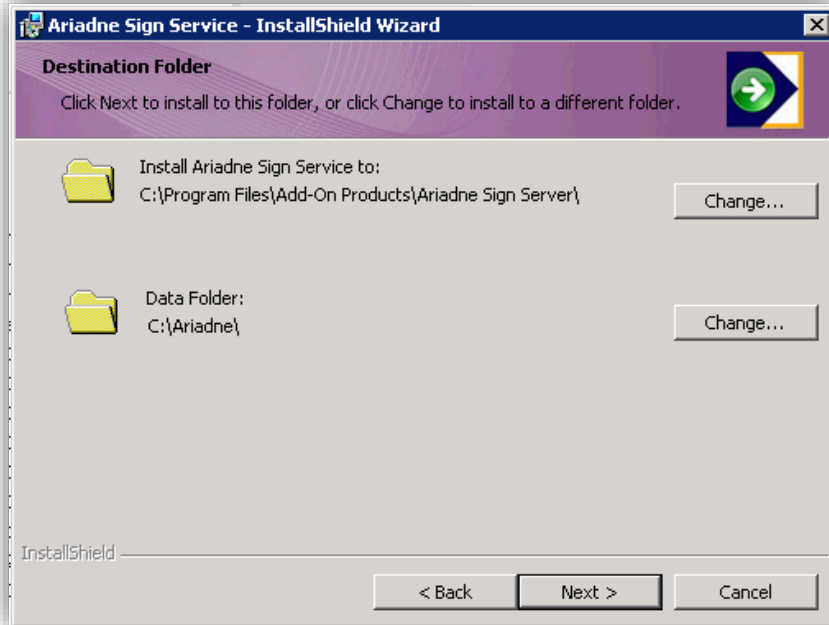 Ariadne Sign Service - InstallShield Wizard
Destination Folder
Click Next to install to this folder, or click Change to install to a different folder.
Install Ariadne Sign Service to:
C:\Program Files\Add-On Products\Ariadne Sign Server\
Change...
Data Folder:
C:\Ariadne\
Change...
InstallShield
< Back
Next >
Cancel